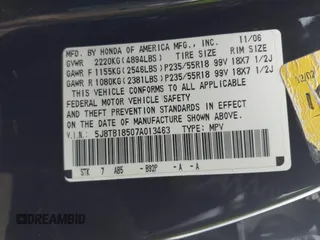 MFD. BY HONDA OF AMERICA MFG., INC. 11/06
GVWR 2220KG(4894LBS) TIRE SIZE RIM SIZE
GAWR F1155KG(2546LBS)P235/55R18 99V 18X7 1/2J
GAWR R1080KG(2381LBS)P235/55R18 99V 18X7 1/2J
THIS VEHICLE CONFORMS TO ALL APPLICABLE
FEDERAL MOTOR VEHICLE SAFETY AND
THEFT PREVENTION STANDARDS IN EFFECT ON
THE DATE OF MANUFACTURE SHOWN ABOVE.
V.I.N.: 5J8TB18507A013463 TYPE: MPV
STK 7 AB5 - B92P - A - A
© DREAMBID